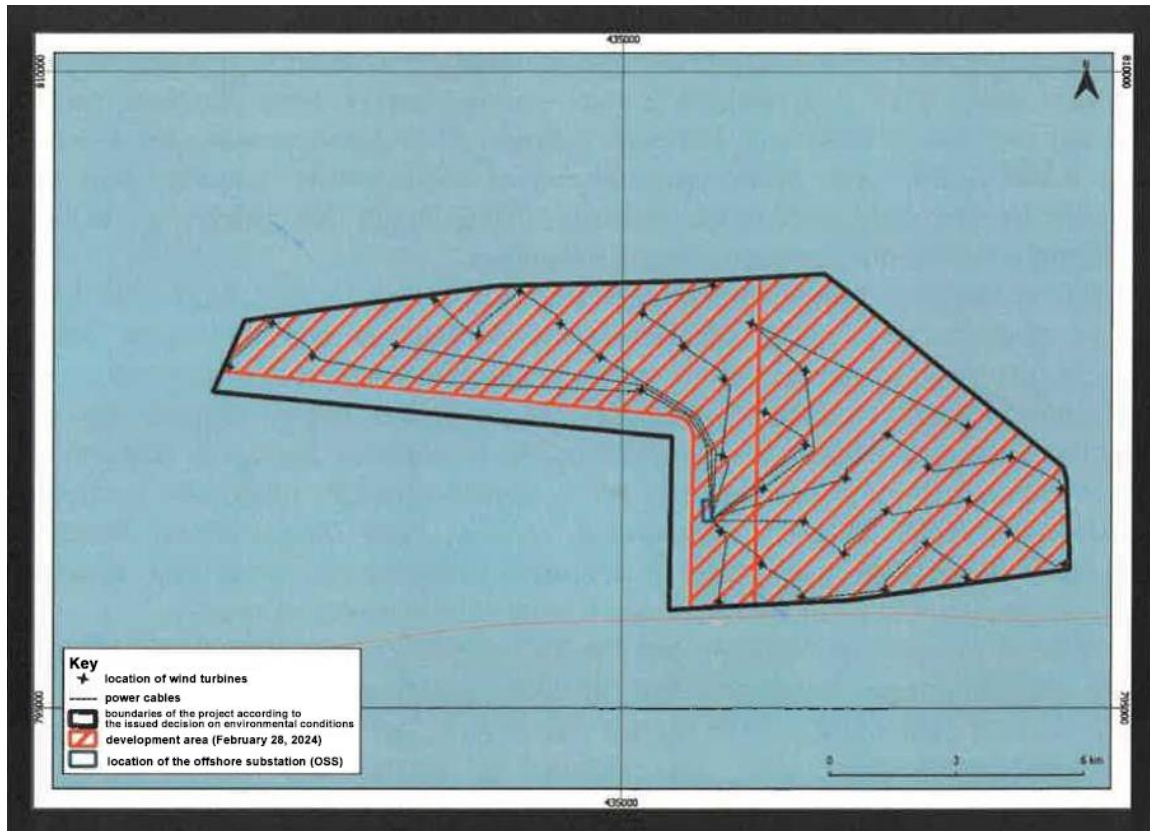 435000
810000
810000
N
Key
location of wind turbines
power cables
boundaries of the project according to
the issued decision on environmental conditions
development area (February 28, 2024)
location of the offshore substation (OSS)
795000
795000
0 3 6 km
435000